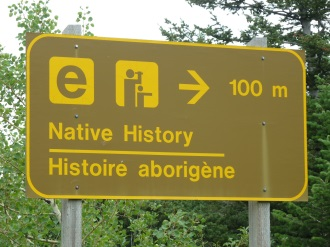 e → 100 m
Native History
Histoire aborigène